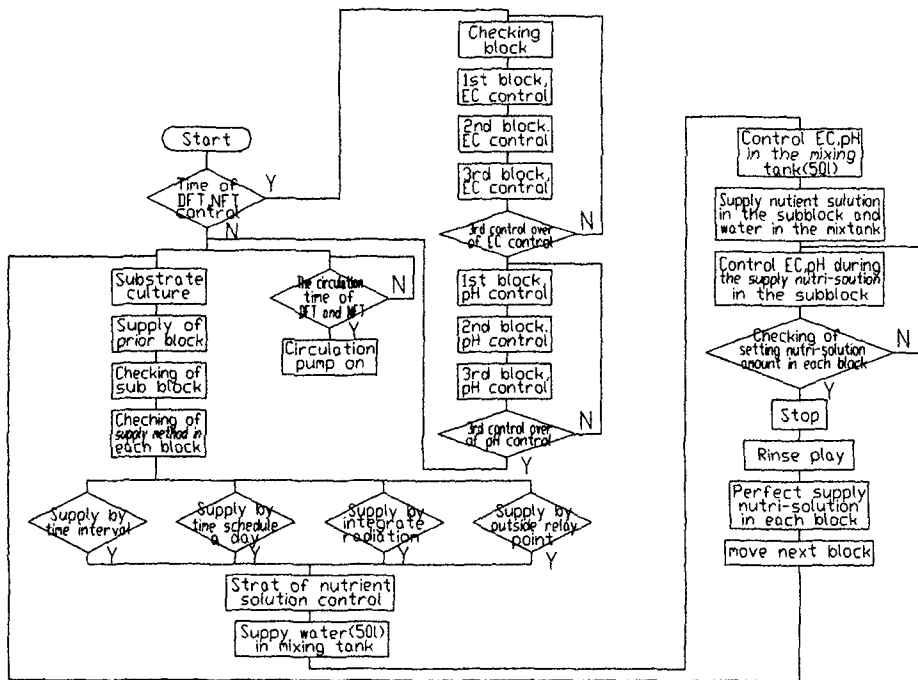 Start
Time of
DFT,NFT
control
Y
N
Substrate
culture
Supply of
prior block
Checking of
sub block
Cheching of
supply method in
each block
The circulation
time of
DFT and NFT
N
Y
Circulation
pump on
Checking
block
1st block,
EC control
2nd block.
EC control
3rd block,
EC control
3rd control over
of EC control
N
1st block,
pH control
2nd block.
pH control
3rd block,
pH control
3rd control over
of pH control
N
Y
Supply by
time interval
Y
Supply by
time schedule
a day
Y
Supply by
integrate
radiation
Y
Supply by
outside relay
point
Y
Strat of nutrient
solution control
Suppy water(50l)
in mixing tank
Control EC,pH
in the mixing
tank(50l)
Supply nutient sulution
in the subblock and
water in the mixtank
Control EC,pH during
the supply nutri-soution
in the subblock
Checking of
setting nutri-solution
amount in each block
N
Y
Stop
Rinse play
Perfect supply
nutri-solution
in each block
move next block